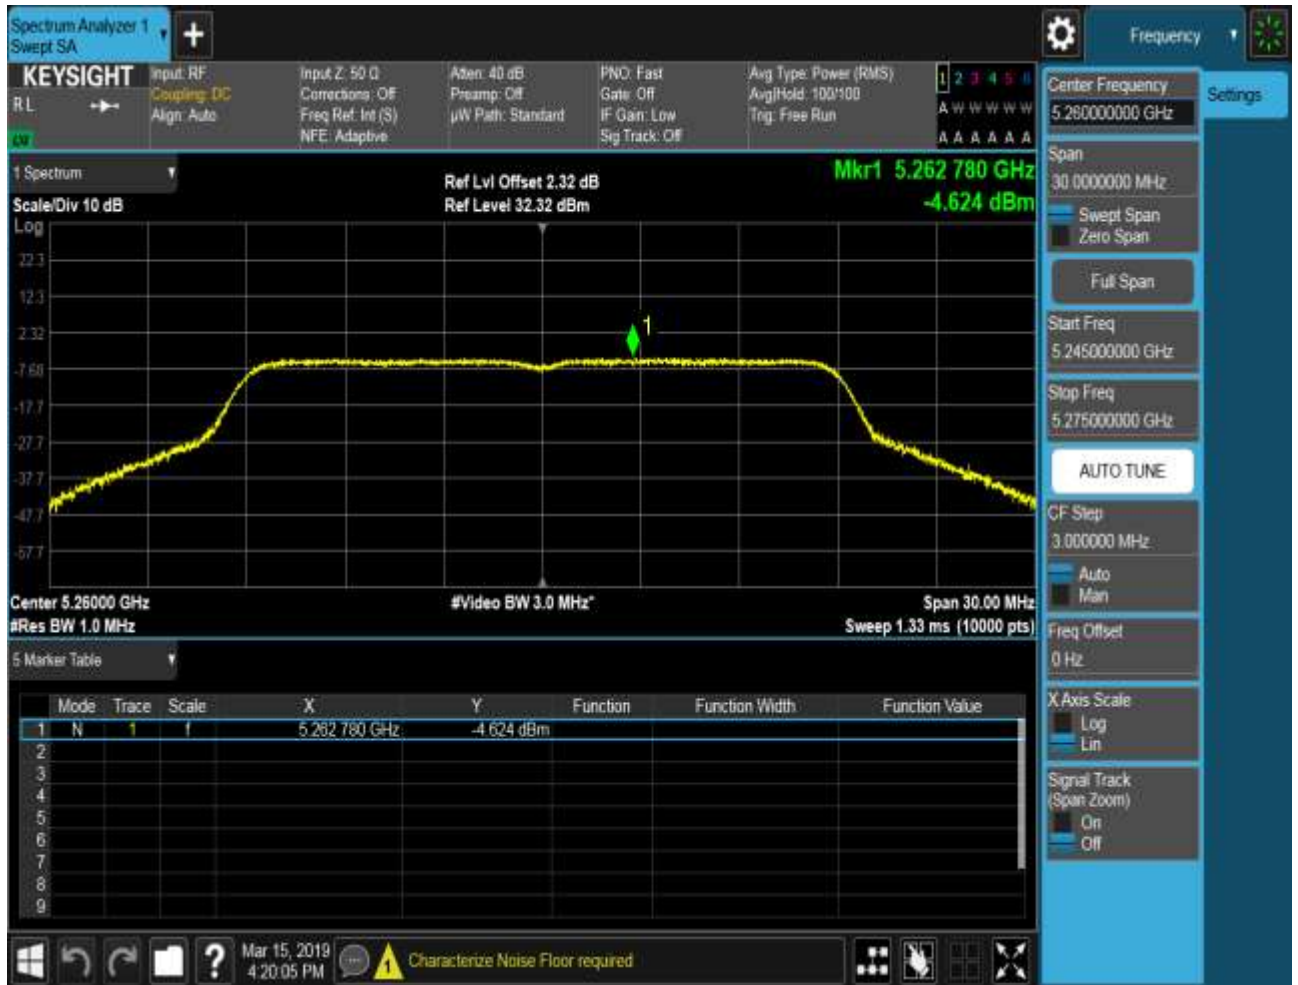 Spectrum Analyzer 1
Swept SA
Frequency
KEYSIGHT
R L
Input: RF
Coupling: DC
Align: Auto
Input Z: 50 Ω
Corrections: Off
Freq Ref: Int (S)
NFE: Adaptive
Atten: 40 dB
Preamp: Off
µW Path: Standard
PNO: Fast
Gate: Off
IF Gain: Low
Sig Track: Off
Avg Type: Power (RMS)
Avg|Hold: 100/100
Trig: Free Run
1 2 3 4 5 6
A W W W W W
A A A A A A
1 Spectrum
Scale/Div 10 dB
Log
Ref Lvl Offset 2.32 dB
Ref Level 32.32 dBm
Mkr1 5.262 780 GHz
-4.624 dBm
22.3
12.3
2.32
-7.68
-17.7
-27.7
-37.7
-47.7
-57.7
1
Center 5.26000 GHz
#Res BW 1.0 MHz
#Video BW 3.0 MHz*
Span 30.00 MHz
Sweep 1.33 ms (10000 pts)
5 Marker Table
Mode Trace Scale X Y Function Function Width Function Value
1 N 1 f 5.262 780 GHz -4.624 dBm
2
3
4
5
6
7
8
9
Mar 15, 2019
4:20:05 PM
1
Characterize Noise Floor required
?
Center Frequency
5.260000000 GHz
Settings
Span
30.0000000 MHz
Swept Span
Zero Span
Full Span
Start Freq
5.245000000 GHz
Stop Freq
5.275000000 GHz
AUTO TUNE
CF Step
3.000000 MHz
Auto
Man
Freq Offset
0 Hz
X Axis Scale
Log
Lin
Signal Track
(Span Zoom)
On
Off